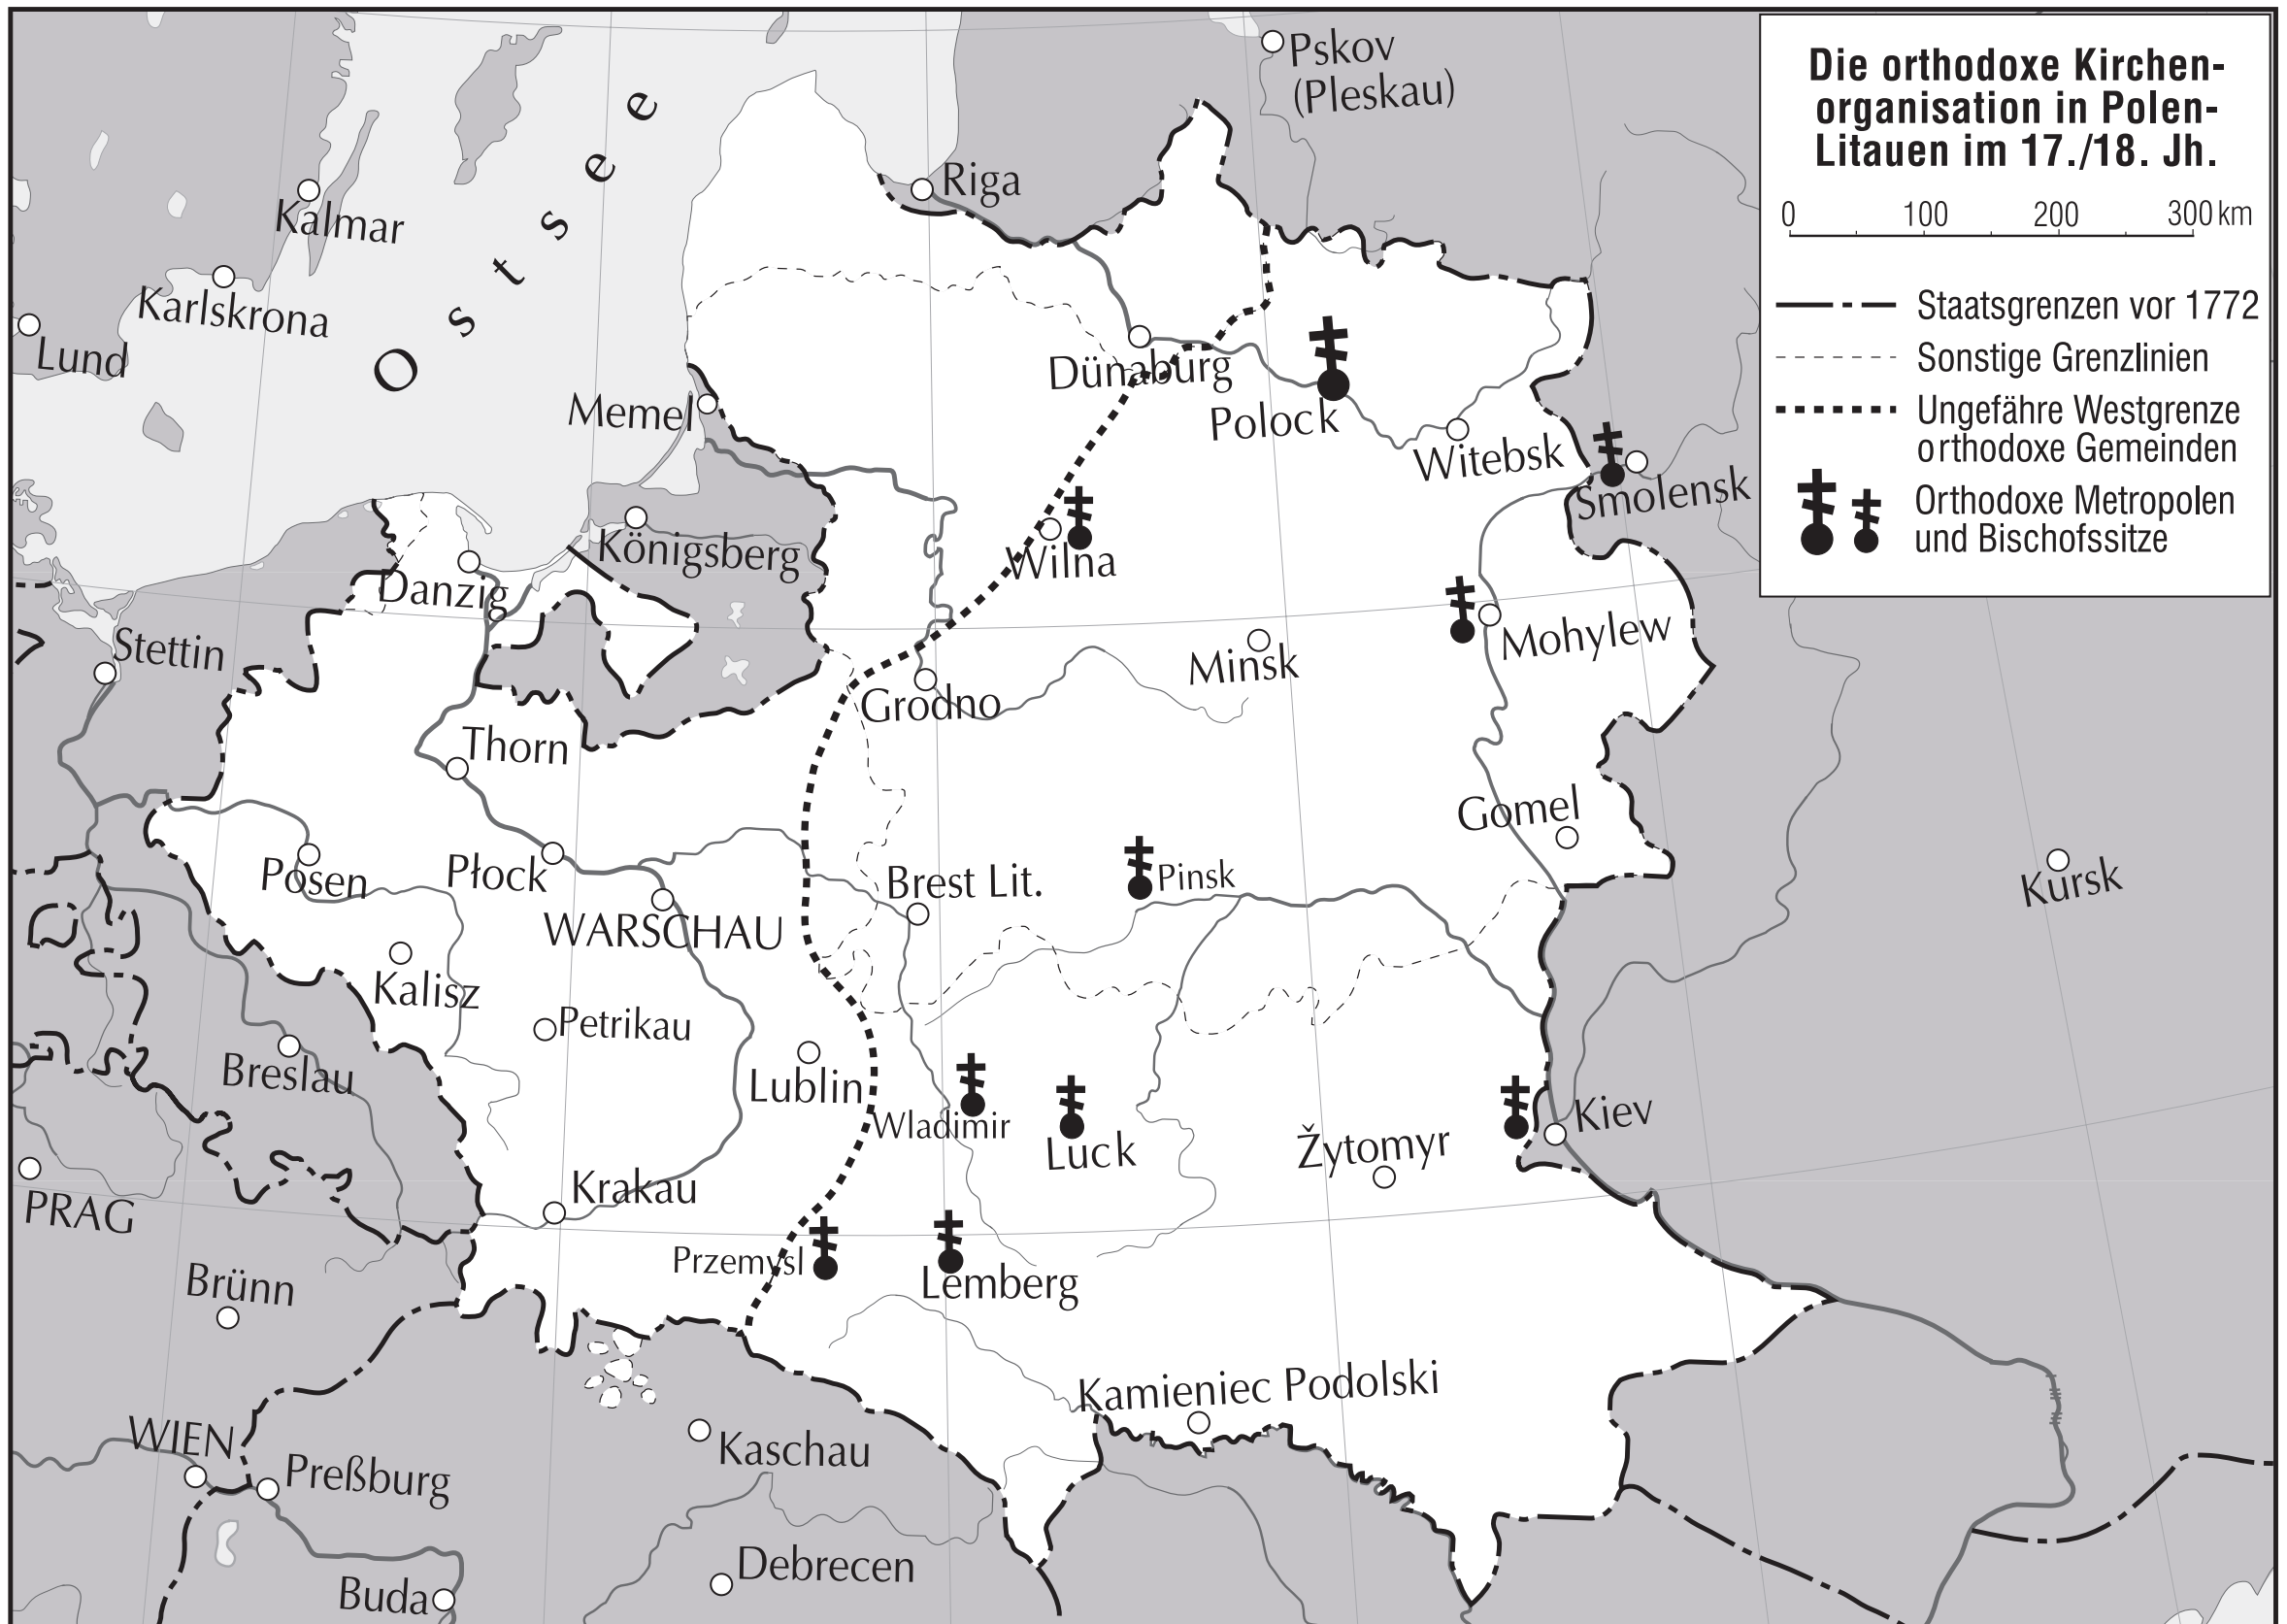 Die orthodoxe Kirchen-
organisation in Polen-
Litauen im 17./18. Jh.
0 100 200 300 km
Staatsgrenzen vor 1772
Sonstige Grenzlinien
Ungefähre Westgrenze
orthodoxe Gemeinden
Orthodoxe Metropolen
und Bischofssitze
Pskov
(Pleskau)
Riga
Kalmar
Karlskrona
Lund
Ostsee
Memel
Dünaburg
Polock
Witebsk
Smolensk
Königsberg
Wilna
Danzig
Mohylew
Minsk
Stettin
Grodno
Thorn
Gomel
Posen
Płock
Brest Lit.
Pinsk
Kursk
WARSCHAU
Kalisz
Petrikau
Breslau
Lublin
Wladimir
Luck
Kiev
Žytomyr
PRAG
Krakau
Przemysl
Lemberg
Brünn
Kamieniec Podolski
WIEN
Preßburg
Kaschau
Debrecen
Buda